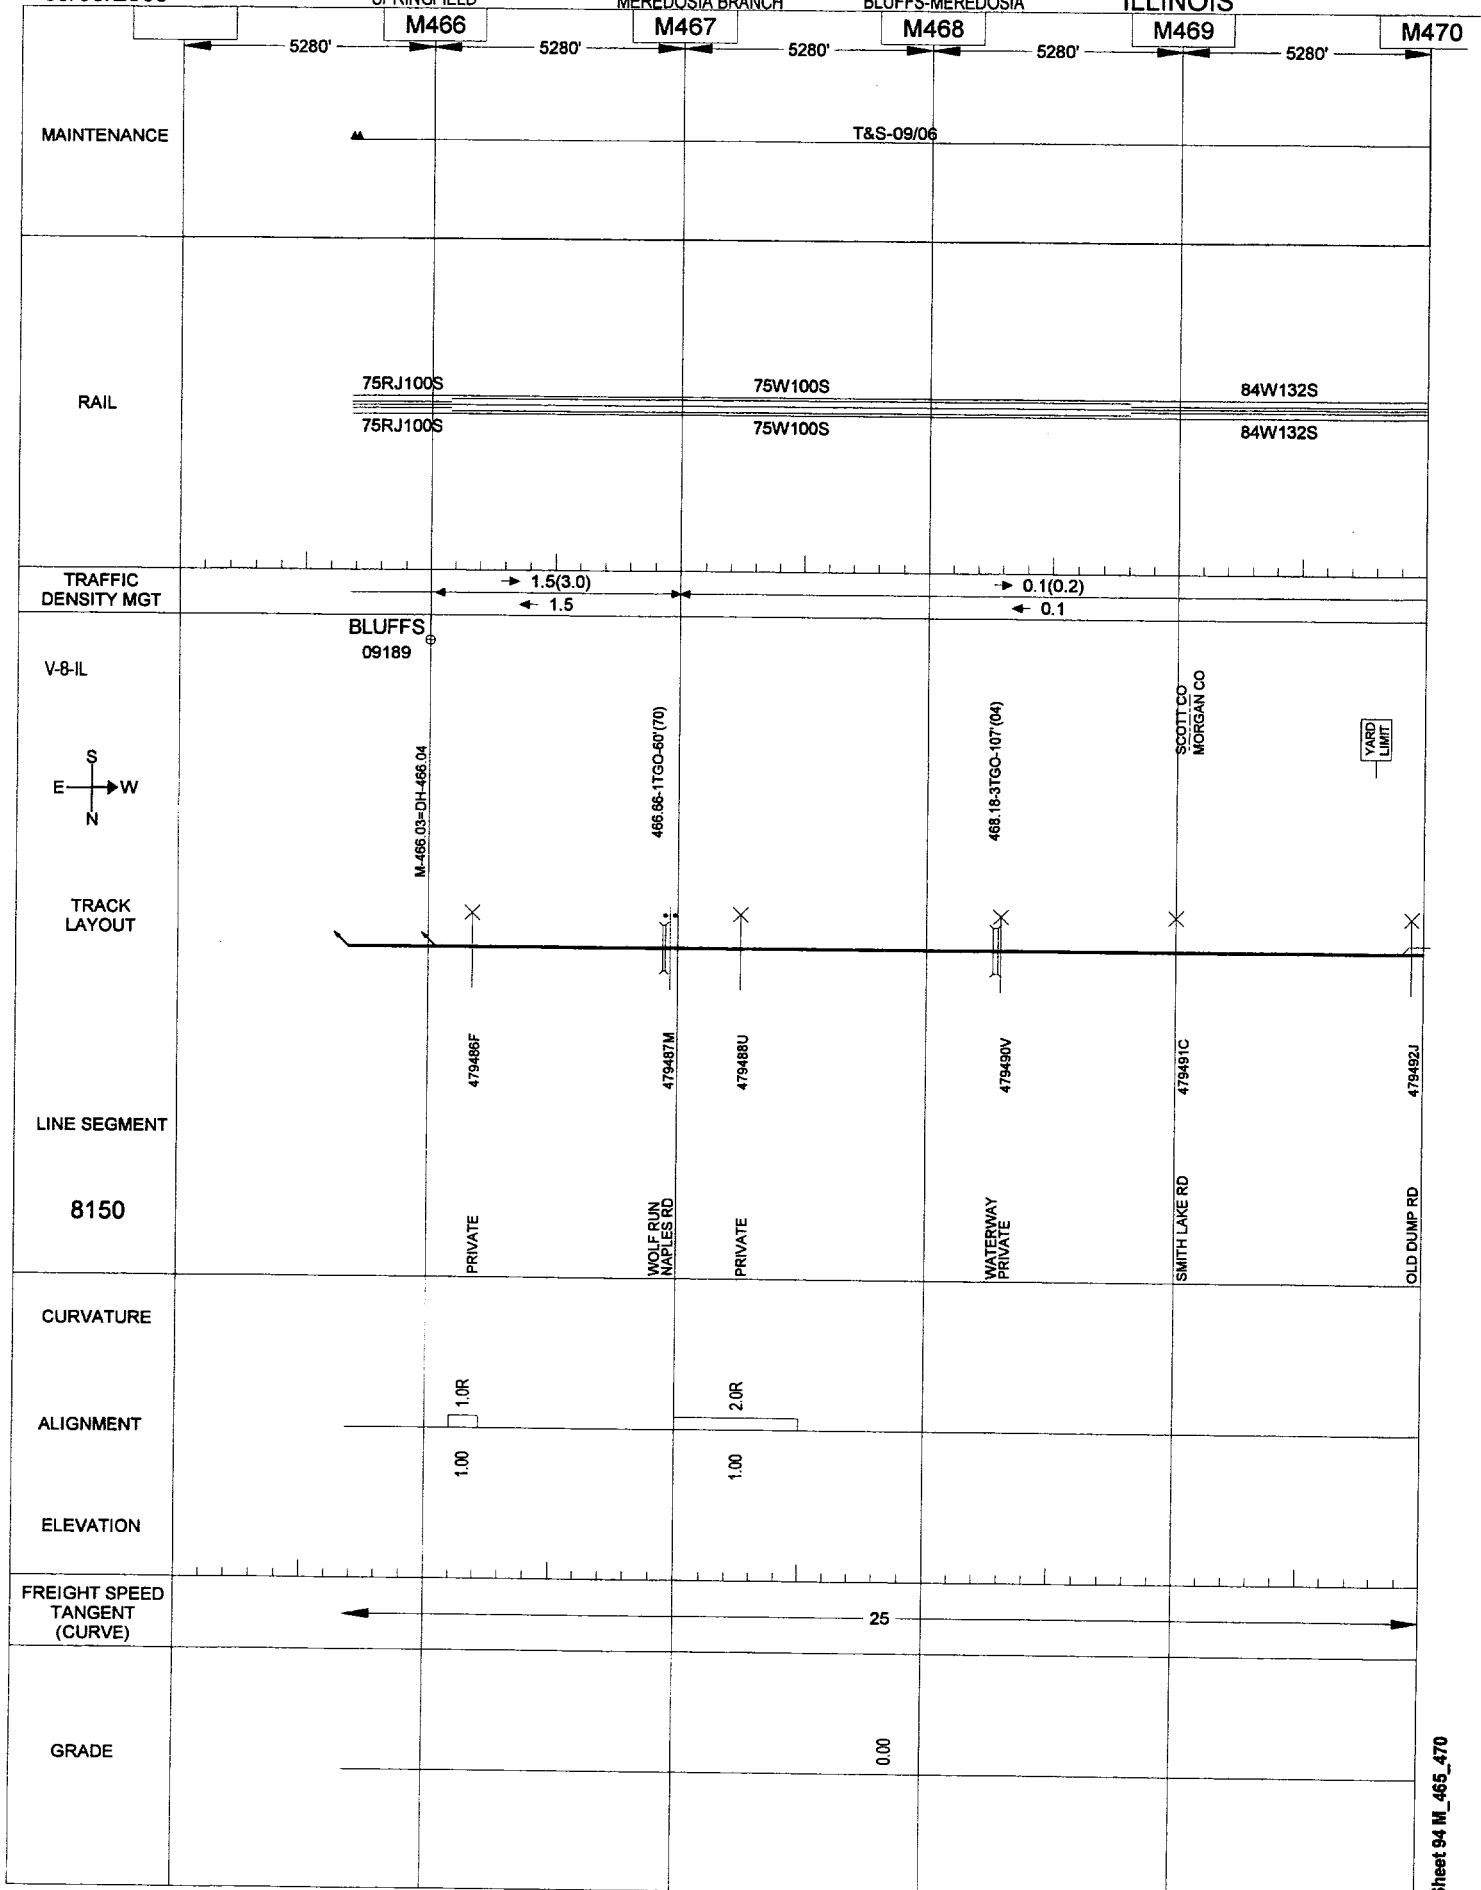 SPRINGFIELD MEREDOSIA BRANCH BLUFFS-MEREDOSIA ILLINOIS
M466 M467 M468 M469 M470
5280' 5280' 5280' 5280' 5280'
MAINTENANCE
T&S-09/06
RAIL
75RJ100S 75W100S 84W132S
75RJ100S 75W100S 84W132S
TRAFFIC
DENSITY MGT
1.5(3.0) 0.1(0.2)
1.5 0.1
BLUFFS
09189
V-8-IL
S
E W
N
M-466.03=DH-466.04
466.66-1TGO-60'(70)
468.18-3TGO-107'(04)
SCOTT CO
MORGAN CO
YARD
LIMIT
TRACK
LAYOUT
479486F
479487M
479488U
479490V
479491C
479492J
LINE SEGMENT
8150
PRIVATE
WOLF RUN
NAPLES RD
PRIVATE
WATERWAY
PRIVATE
SMITH LAKE RD
OLD DUMP RD
CURVATURE
ALIGNMENT
1.0R 2.0R
1.00 1.00
ELEVATION
FREIGHT SPEED
TANGENT
(CURVE)
25
GRADE
0.00
Sheet 94 M_465_470